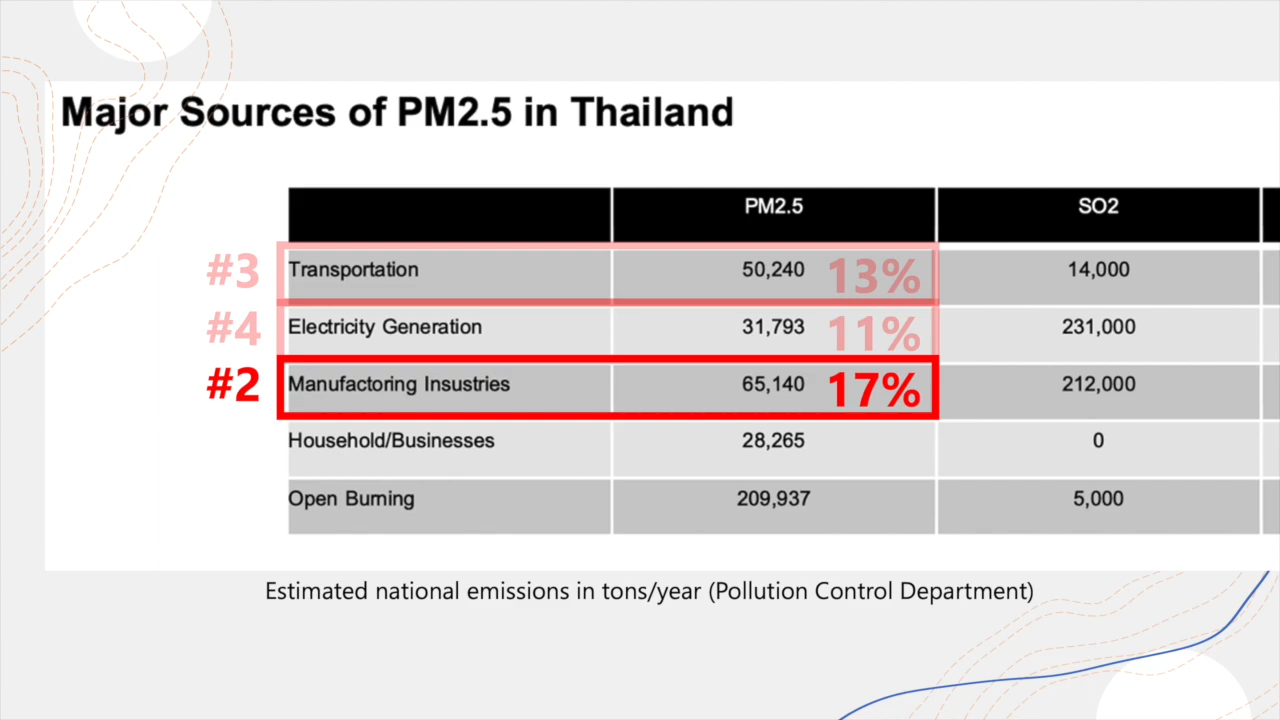 Major Sources of PM2.5 in Thailand
PM2.5 SO2
#3 Transportation 50,240 13% 14,000
#4 Electricity Generation 31,793 11% 231,000
#2 Manufactoring Insustries 65,140 17% 212,000
Household/Businesses 28,265 0
Open Burning 209,937 5,000
Estimated national emissions in tons/year (Pollution Control Department)